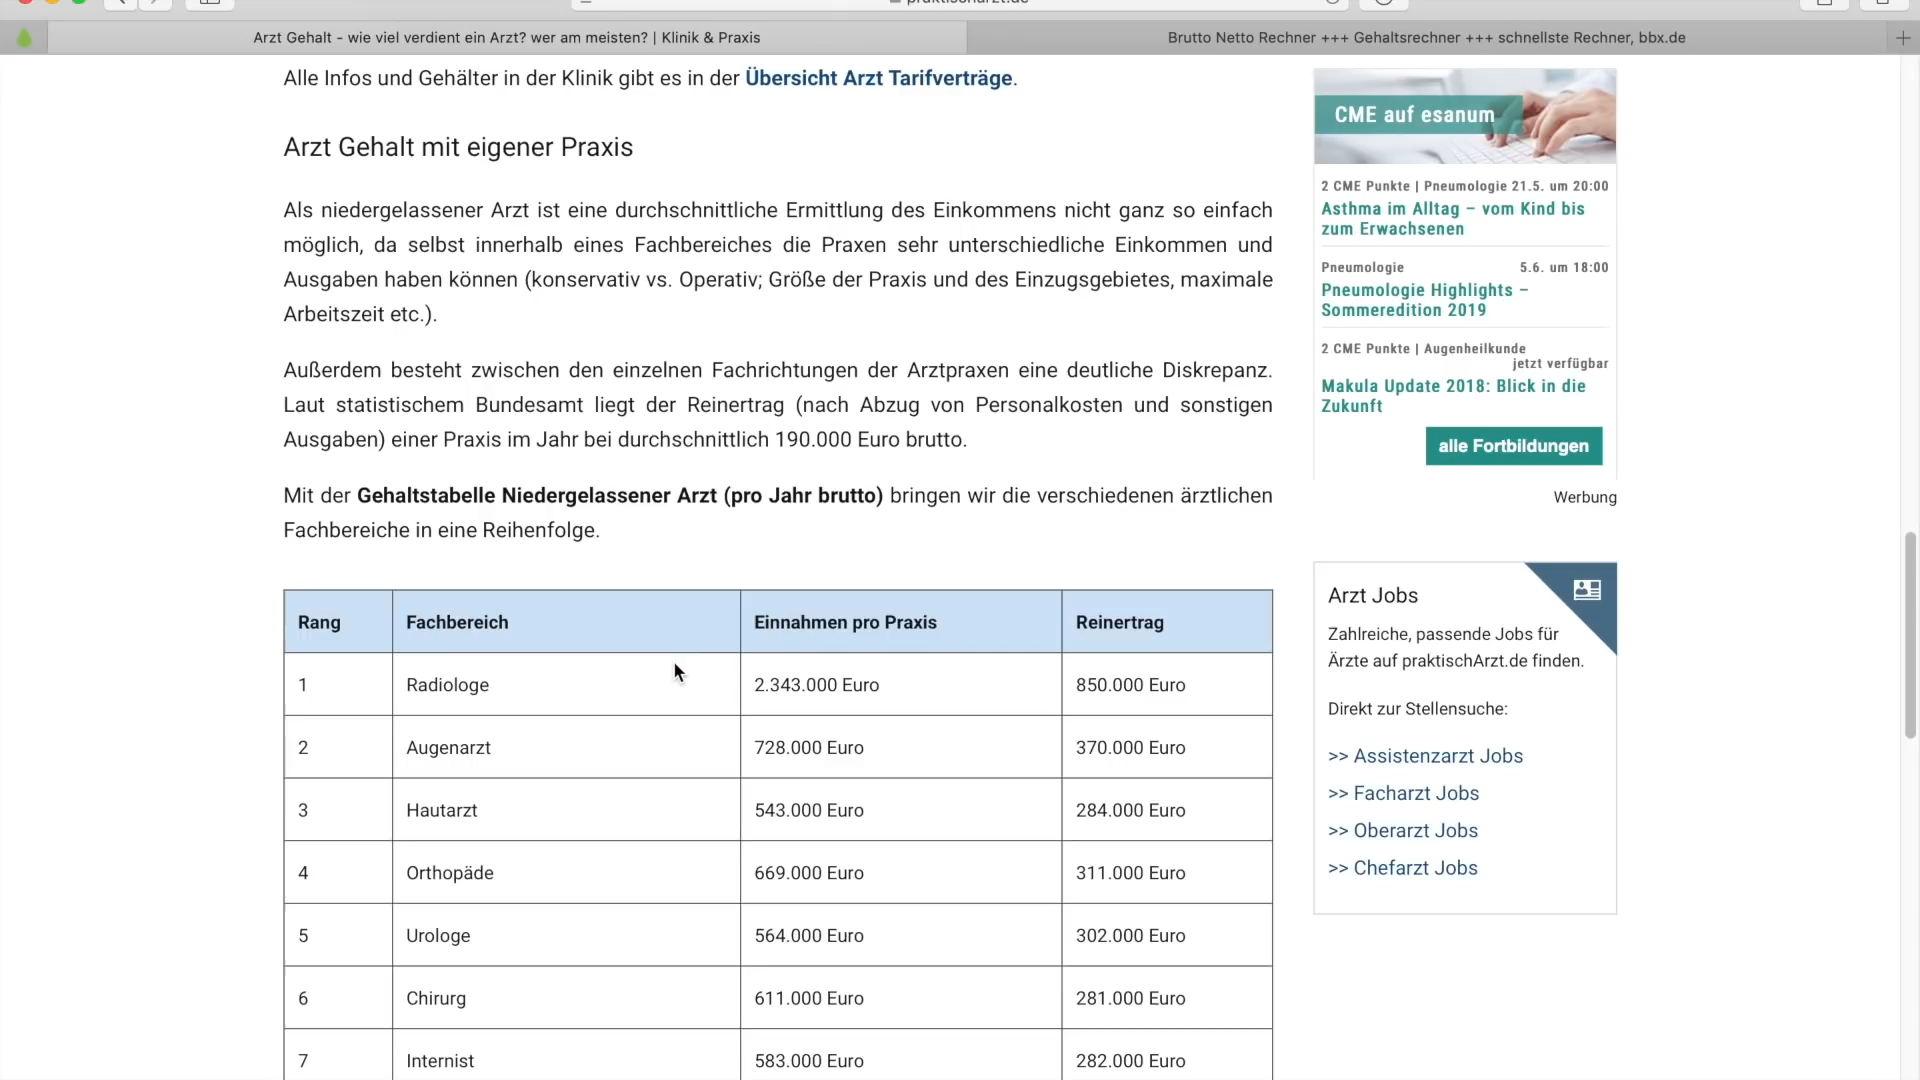 Arzt Gehalt - wie viel verdient ein Arzt? wer am meisten? | Klinik & Praxis
Brutto Netto Rechner +++ Gehaltsrechner +++ schnellste Rechner, bbx.de
Alle Infos und Gehälter in der Klinik gibt es in der Übersicht Arzt Tarifverträge.
Arzt Gehalt mit eigener Praxis
Als niedergelassener Arzt ist eine durchschnittliche Ermittlung des Einkommens nicht ganz so einfach
möglich, da selbst innerhalb eines Fachbereiches die Praxen sehr unterschiedliche Einkommen und
Ausgaben haben können (konservativ vs. Operativ; Größe der Praxis und des Einzugsgebietes, maximale
Arbeitszeit etc.).
Außerdem besteht zwischen den einzelnen Fachrichtungen der Arztpraxen eine deutliche Diskrepanz.
Laut statistischem Bundesamt liegt der Reinertrag (nach Abzug von Personalkosten und sonstigen
Ausgaben) einer Praxis im Jahr bei durchschnittlich 190.000 Euro brutto.
Mit der Gehaltstabelle Niedergelassener Arzt (pro Jahr brutto) bringen wir die verschiedenen ärztlichen
Fachbereiche in eine Reihenfolge.
Rang Fachbereich Einnahmen pro Praxis Reinertrag
1 Radiologe 2.343.000 Euro 850.000 Euro
2 Augenarzt 728.000 Euro 370.000 Euro
3 Hautarzt 543.000 Euro 284.000 Euro
4 Orthopäde 669.000 Euro 311.000 Euro
5 Urologe 564.000 Euro 302.000 Euro
6 Chirurg 611.000 Euro 281.000 Euro
7 Internist 583.000 Euro 282.000 Euro
CME auf esanum
2 CME Punkte | Pneumologie 21.5. um 20:00
Asthma im Alltag – vom Kind bis
zum Erwachsenen
Pneumologie 5.6. um 18:00
Pneumologie Highlights –
Sommeredition 2019
2 CME Punkte | Augenheilkunde
jetzt verfügbar
Makula Update 2018: Blick in die
Zukunft
alle Fortbildungen
Werbung
Arzt Jobs
Zahlreiche, passende Jobs für
Ärzte auf praktischArzt.de finden.
Direkt zur Stellensuche:
>> Assistenzarzt Jobs
>> Facharzt Jobs
>> Oberarzt Jobs
>> Chefarzt Jobs